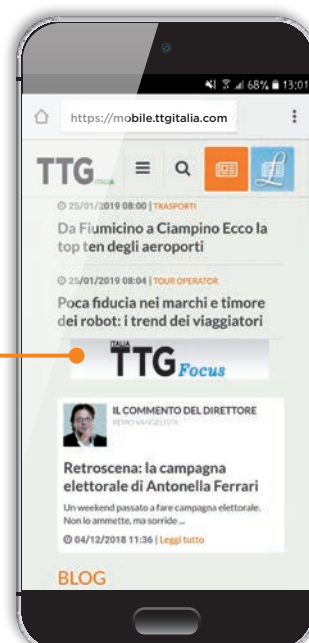 68% 13:01
https://mobile.ttgitalia.com
TTG ITALIA
25/01/2019 08:00 | TRASPORTI
Da Fiumicino a Ciampino Ecco la
top ten degli aeroporti
25/01/2019 08:04 | TOUR OPERATOR
Poca fiducia nei marchi e timore
dei robot: i trend dei viaggiatori
ITALIA
TTG Focus
IL COMMENTO DEL DIRETTORE
REMO VANGELISTA
Retroscena: la campagna
elettorale di Antonella Ferrari
Un weekend passato a fare campagna elettorale.
Non lo ammette, ma sorride ...
04/12/2018 11:36 | Leggi tutto
BLOG